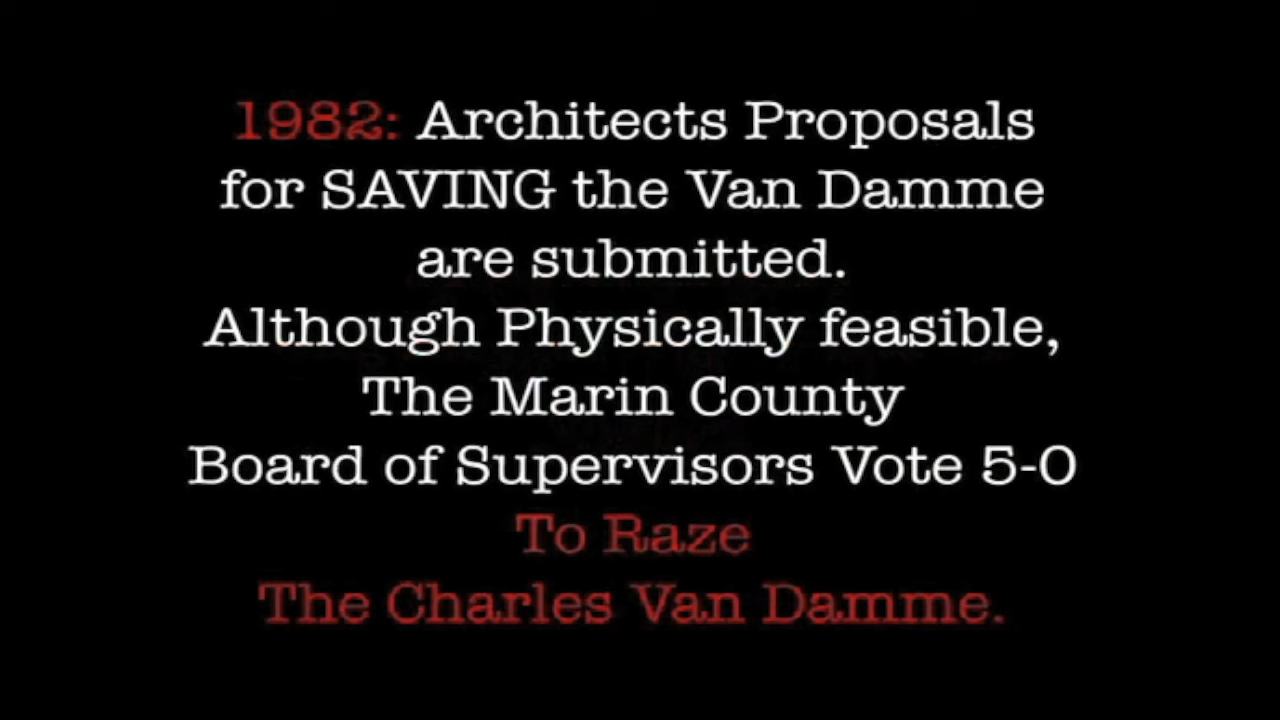 1982: Architects Proposals
for SAVING the Van Damme
are submitted.
Although Physically feasible,
The Marin County
Board of Supervisors Vote 5-0
To Raze
The Charles Van Damme.